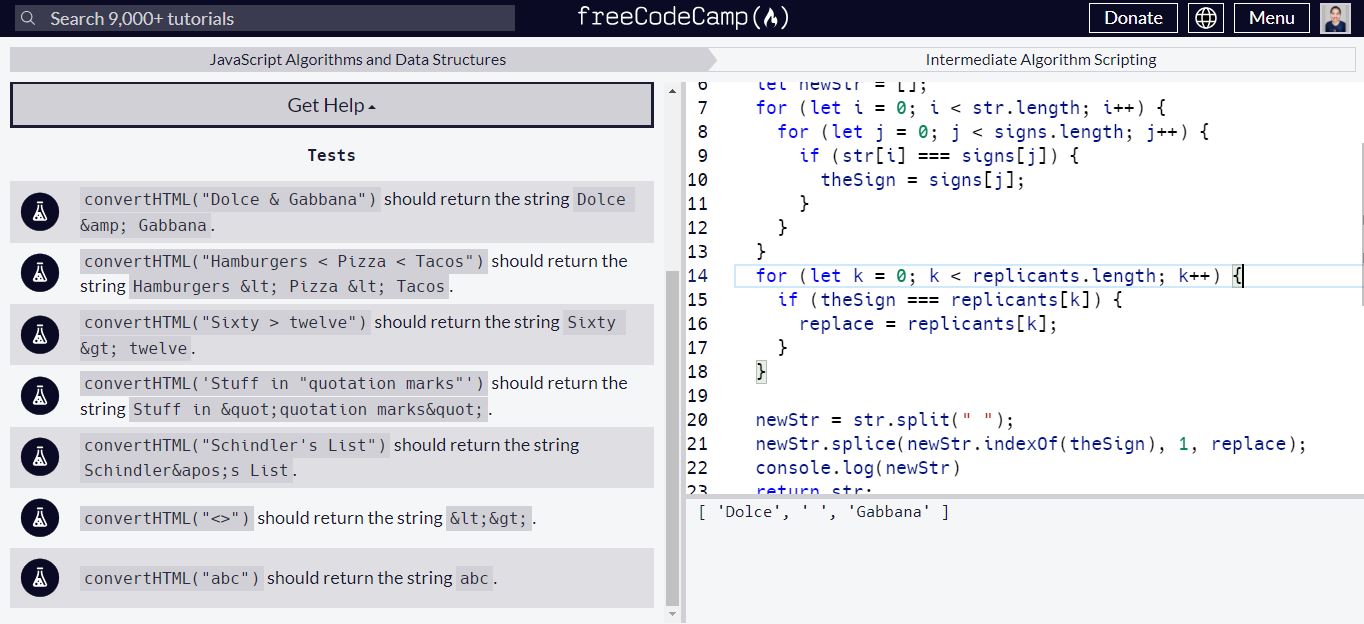 Search 9,000+ tutorials
freeCodeCamp
Donate
Menu
JavaScript Algorithms and Data Structures
Intermediate Algorithm Scripting
Get Help
Tests
convertHTML("Dolce & Gabbana") should return the string Dolce
&amp; Gabbana.
convertHTML("Hamburgers < Pizza < Tacos") should return the
string Hamburgers &lt; Pizza &lt; Tacos.
convertHTML("Sixty > twelve") should return the string Sixty
&gt; twelve.
convertHTML('Stuff in "quotation marks"') should return the
string Stuff in &quot;quotation marks&quot;.
convertHTML("Schindler's List") should return the string
Schindler&apos;s List.
convertHTML("<>") should return the string &lt;&gt;.
convertHTML("abc") should return the string abc.
6 let newStr = [];
7 for (let i = 0; i < str.length; i++) {
8 for (let j = 0; j < signs.length; j++) {
9 if (str[i] === signs[j]) {
10 theSign = signs[j];
11 }
12 }
13 }
14 for (let k = 0; k < replicants.length; k++) {
15 if (theSign === replicants[k]) {
16 replace = replicants[k];
17 }
18 }
19
20 newStr = str.split(" ");
21 newStr.splice(newStr.indexOf(theSign), 1, replace);
22 console.log(newStr)
23 return str;
[ 'Dolce', ' ', 'Gabbana' ]